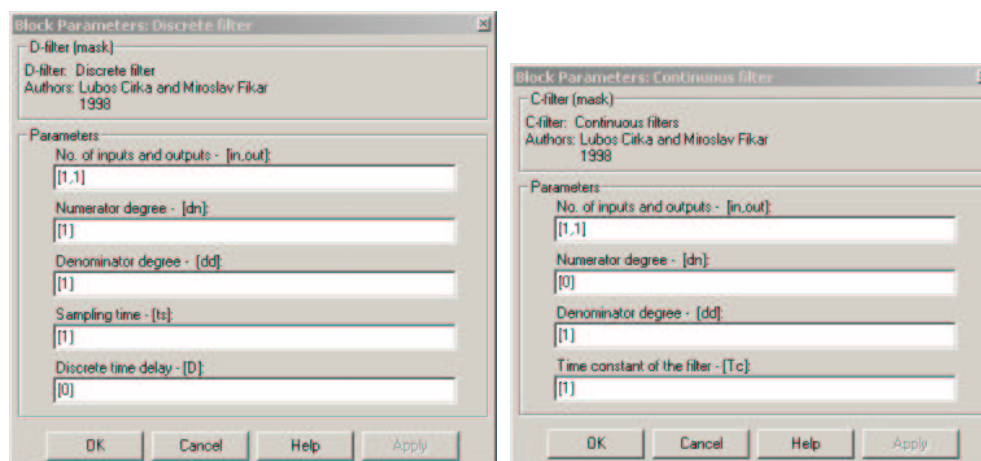 Block Parameters: Discrete filter
D-filter (mask)
D-filter: Discrete filter
Authors: Lubos Cirka and Miroslav Fikar
1998
Parameters
No. of inputs and outputs - [in,out]:
[1,1]
Numerator degree - [dn]:
[1]
Denominator degree - [dd]:
[1]
Sampling time - [ts]:
[1]
Discrete time delay - [D]:
[0]
OK Cancel Help Apply
Block Parameters: Continuous filter
C-filter (mask)
C-filter: Continuous filters
Authors: Lubos Cirka and Miroslav Fikar
1998
Parameters
No. of inputs and outputs - [in,out]:
[1,1]
Numerator degree - [dn]:
[0]
Denominator degree - [dd]:
[1]
Time constant of the filter - [Tc]:
[1]
OK Cancel Help Apply